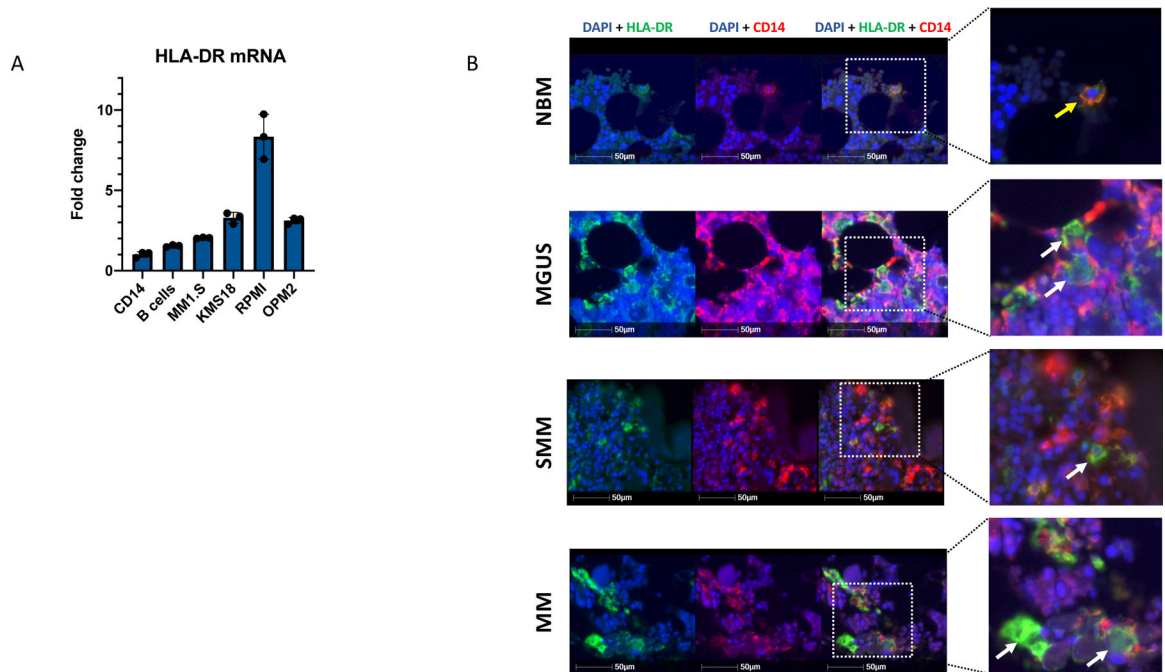 A
HLA-DR mRNA
Fold change
10
5
0
CD14
B cells
MM1.S
KMS18
RPMI
OPM2
B
DAPI + HLA-DR
DAPI + CD14
DAPI + HLA-DR + CD14
NBM
50µm
50µm
50µm
MGUS
50µm
50µm
50µm
SMM
50µm
50µm
50µm
MM
50µm
50µm
50µm